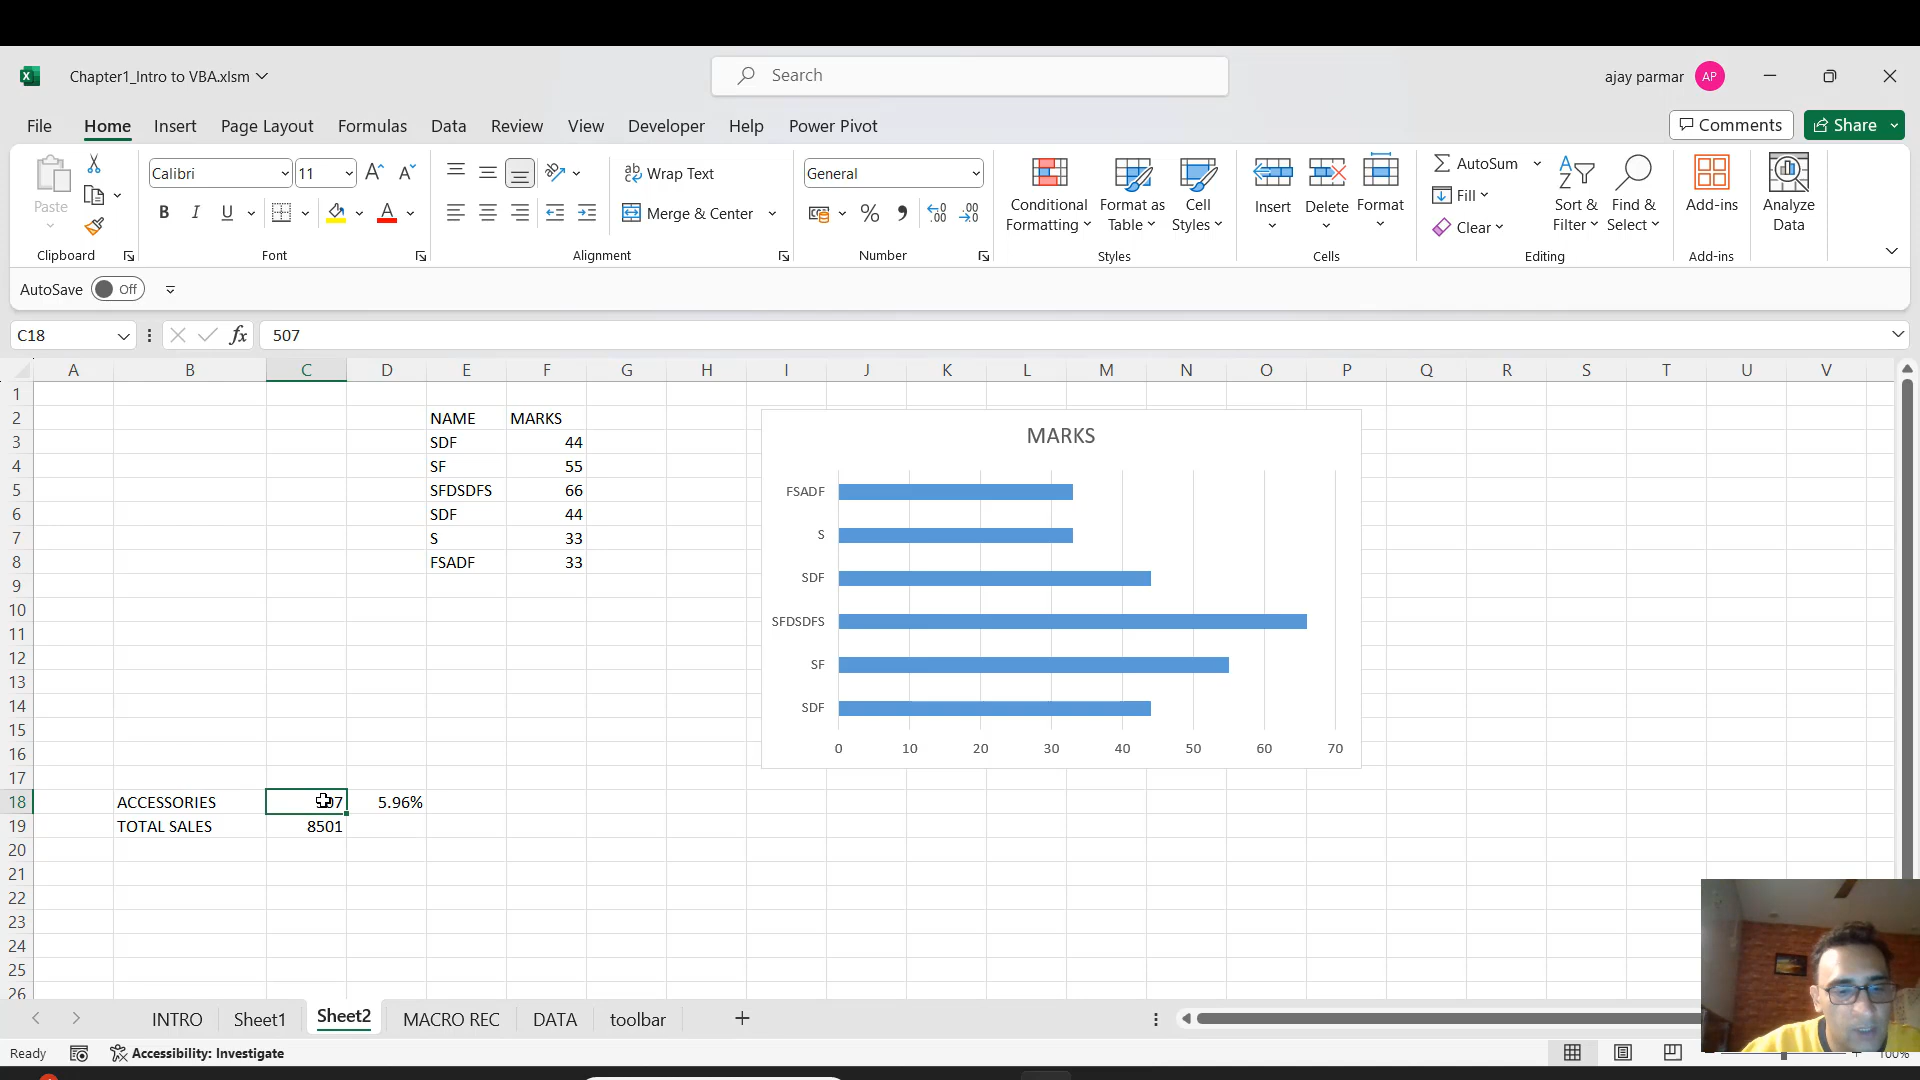 Chapter1_Intro to VBA.xlsm
Search
ajay parmar AP
File Home Insert Page Layout Formulas Data Review View Developer Help Power Pivot
Comments Share
Paste
Clipboard
Calibri 11
B I U A
Font
Wrap Text
Merge & Center
Alignment
General
Number
Conditional Formatting
Format as Table
Cell Styles
Styles
Insert Delete Format
Cells
AutoSum
Fill
Clear
Sort & Filter
Find & Select
Editing
Add-ins
Add-ins
Analyze Data
AutoSave Off
C18 fx 507
A B C D E F G H I J K L M N O P Q R S T U V
1
2 NAME MARKS
3 SDF 44
4 SF 55
5 SFDSDFS 66
6 SDF 44
7 S 33
8 FSADF 33
9
10
11
12
13
14
15
16
17
18 ACCESSORIES 507 5.96%
19 TOTAL SALES 8501
20
21
22
23
24
25
26
MARKS
FSADF
S
SDF
SFDSDFS
SF
SDF
0 10 20 30 40 50 60 70
INTRO Sheet1 Sheet2 MACRO REC DATA toolbar
Ready Accessibility: Investigate 100%